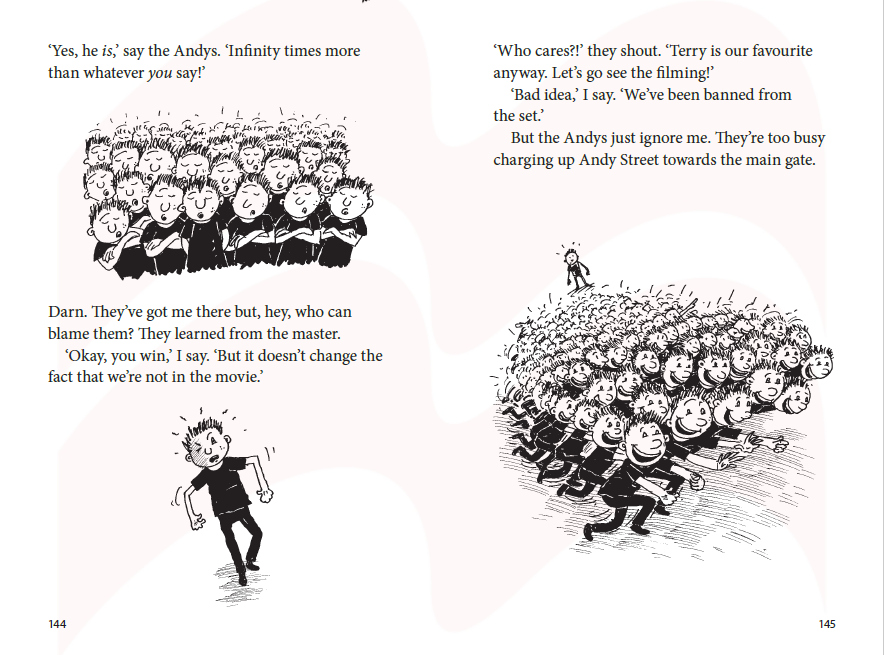 ‘Yes, he is,’ say the Andys. ‘Infinity times more
than whatever you say!’
Darn. They’ve got me there but, hey, who can
blame them? They learned from the master.
‘Okay, you win,’ I say. ‘But it doesn’t change the
fact that we’re not in the movie.’
144
‘Who cares?!’ they shout. ‘Terry is our favourite
anyway. Let’s go see the filming!’
‘Bad idea,’ I say. ‘We’ve been banned from
the set.’
But the Andys just ignore me. They’re too busy
charging up Andy Street towards the main gate.
145